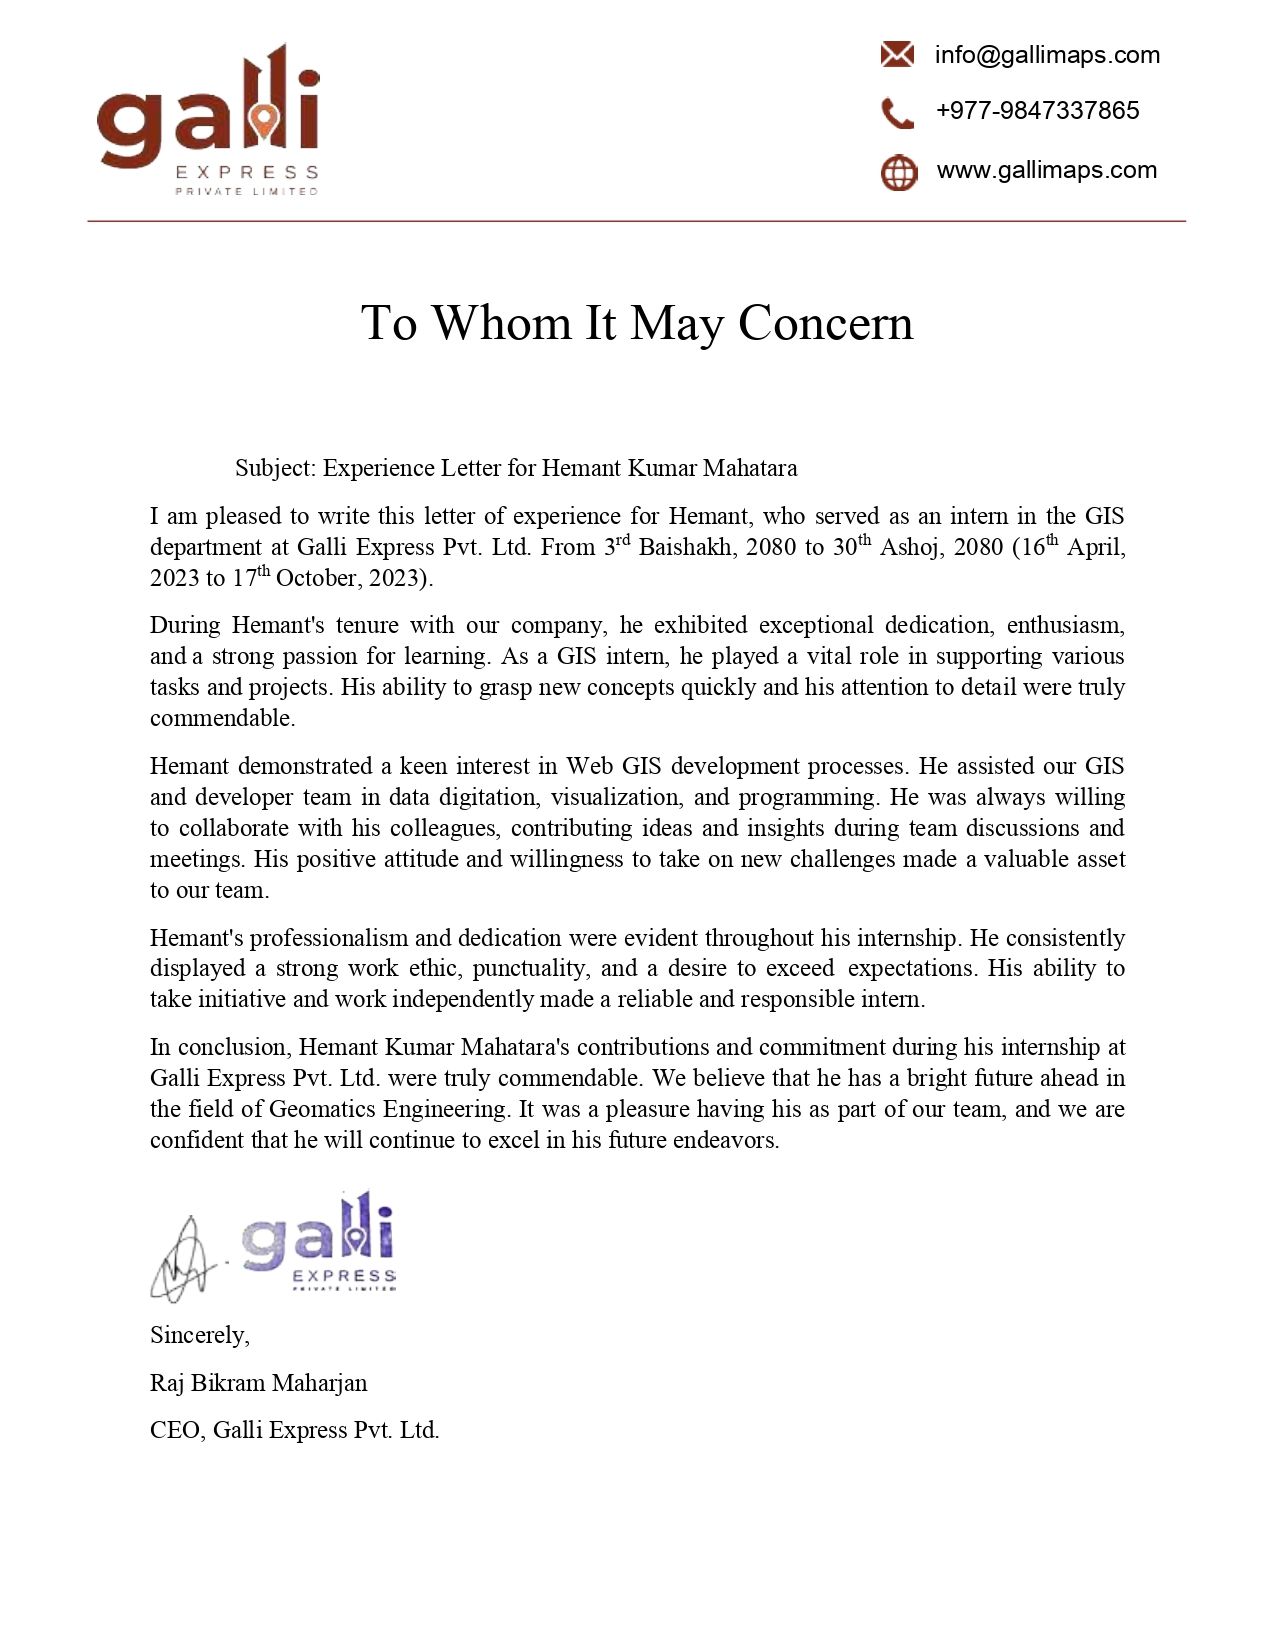 galli
EXPRESS
PRIVATE LIMITED
info@gallimaps.com
+977-9847337865
www.gallimaps.com
To Whom It May Concern
Subject: Experience Letter for Hemant Kumar Mahatara
I am pleased to write this letter of experience for Hemant, who served as an intern in the GIS
department at Galli Express Pvt. Ltd. From 3rd Baishakh, 2080 to 30th Ashoj, 2080 (16th April,
2023 to 17th October, 2023).
During Hemant's tenure with our company, he exhibited exceptional dedication, enthusiasm,
and a strong passion for learning. As a GIS intern, he played a vital role in supporting various
tasks and projects. His ability to grasp new concepts quickly and his attention to detail were truly
commendable.
Hemant demonstrated a keen interest in Web GIS development processes. He assisted our GIS
and developer team in data digitation, visualization, and programming. He was always willing
to collaborate with his colleagues, contributing ideas and insights during team discussions and
meetings. His positive attitude and willingness to take on new challenges made a valuable asset
to our team.
Hemant's professionalism and dedication were evident throughout his internship. He consistently
displayed a strong work ethic, punctuality, and a desire to exceed expectations. His ability to
take initiative and work independently made a reliable and responsible intern.
In conclusion, Hemant Kumar Mahatara's contributions and commitment during his internship at
Galli Express Pvt. Ltd. were truly commendable. We believe that he has a bright future ahead in
the field of Geomatics Engineering. It was a pleasure having his as part of our team, and we are
confident that he will continue to excel in his future endeavors.
galli
EXPRESS
PRIVATE LIMITED
Sincerely,
Raj Bikram Maharjan
CEO, Galli Express Pvt. Ltd.